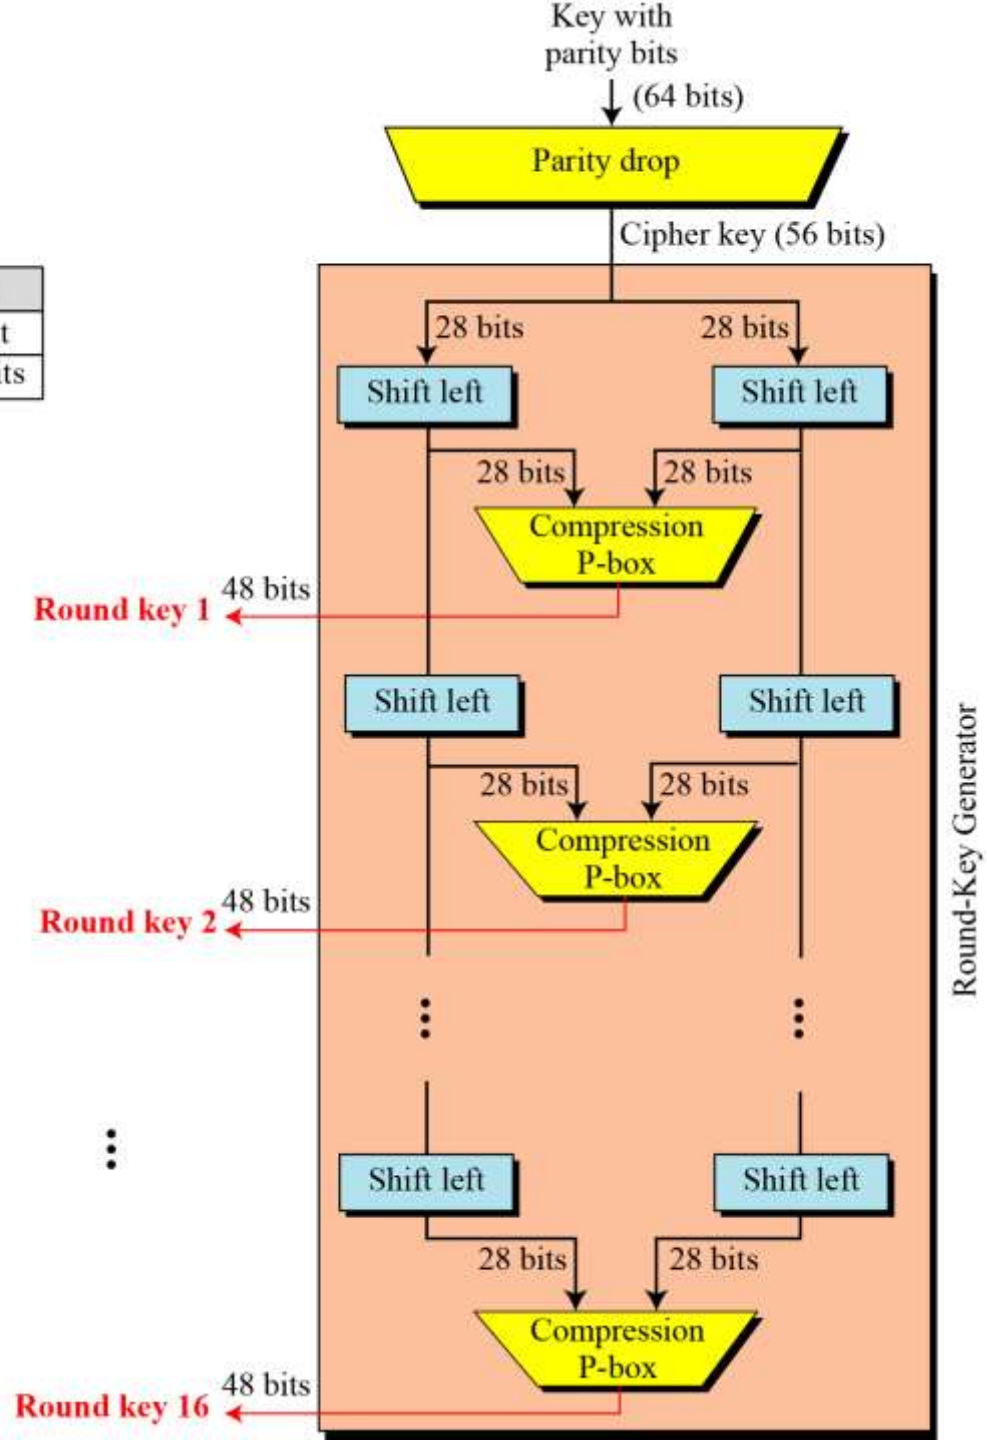 Key with
parity bits
(64 bits)
Parity drop
Cipher key (56 bits)
t
28 bits
28 bits
Shift left
Shift left
28 bits
28 bits
Compression
P-box
48 bits
Round key 1
Shift left
Shift left
28 bits
28 bits
Compression
P-box
48 bits
Round key 2
Round-Key Generator
Shift left
Shift left
28 bits
28 bits
Compression
P-box
48 bits
Round key 16